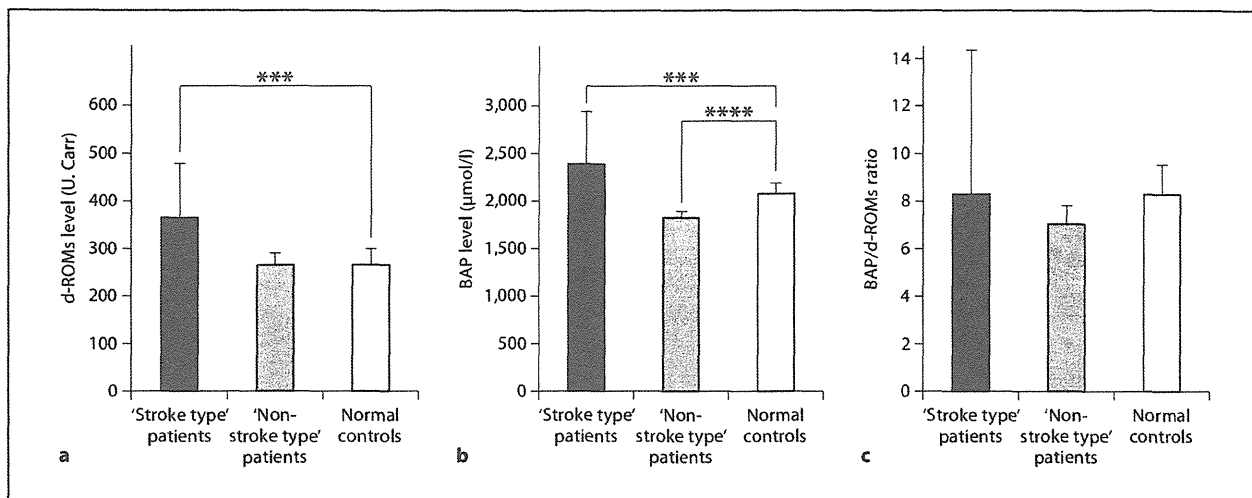 d-ROMs level (U. Carr)
600
500
400
300
200
100
0
***
'Stroke type'
patients
'Non-
stroke type'
patients
Normal
controls
a
BAP level (µmol/l)
3,000
2,500
2,000
1,500
1,000
500
0
***
****
'Stroke type'
patients
'Non-
stroke type'
patients
Normal
controls
b
BAP/d-ROMs ratio
14
12
10
8
6
4
2
0
'Stroke type'
patients
'Non-
stroke type'
patients
Normal
controls
c